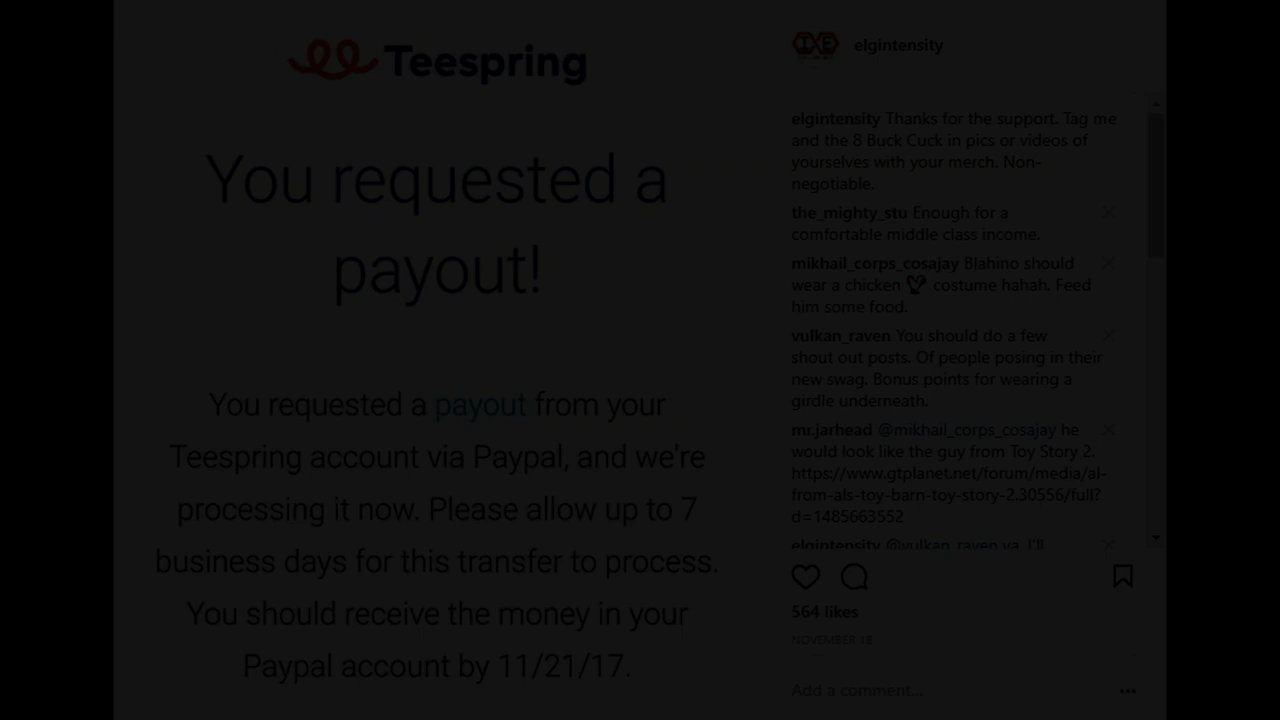 Teespring
You requested a
payout!
You requested a payout from your
Teespring account via Paypal, and we're
processing it now. Please allow up to 7
business days for this transfer to process.
You should receive the money in your
Paypal account by 11/21/17.
elgintensity
elgintensity Thanks for the support. Tag me
and the 8 Buck Cuck in pics or videos of
yourselves with your merch. Non-
negotiable.
the_mighty_stu Enough for a
comfortable middle class income.
mikhail_corps_cosajay Blahino should
wear a chicken 🐓 costume hahah. Feed
him some food.
vulkan_raven You should do a few
shout out posts. Of people posing in their
new swag. Bonus points for wearing a
girdle underneath.
mr.jarhead @mikhail_corps_cosajay he
would look like the guy from Toy Story 2.
https://www.gtplanet.net/forum/media/al-
from-als-toy-barn-toy-story-2.30556/full?
d=1485663552
elgintensity @vulkan_raven ya, I'll
564 likes
NOVEMBER 18
Add a comment...